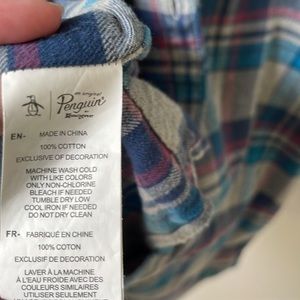 an original
Penguin
BY
Munsingwear
EN- MADE IN CHINA
100% COTTON
EXCLUSIVE OF DECORATION
MACHINE WASH COLD
WITH LIKE COLORS
ONLY NON-CHLORINE
BLEACH IF NEEDED
TUMBLE DRY LOW
COOL IRON IF NEEDED
DO NOT DRY CLEAN
FR- FABRIQUÉ EN CHINE
100% COTON
EXCLUSIF DE DECORATION
LAVER À LA MACHINE
À L'EAU FROIDE AVEC DES
COULEURS SIMILAIRES
UTILISER SEULEMENT